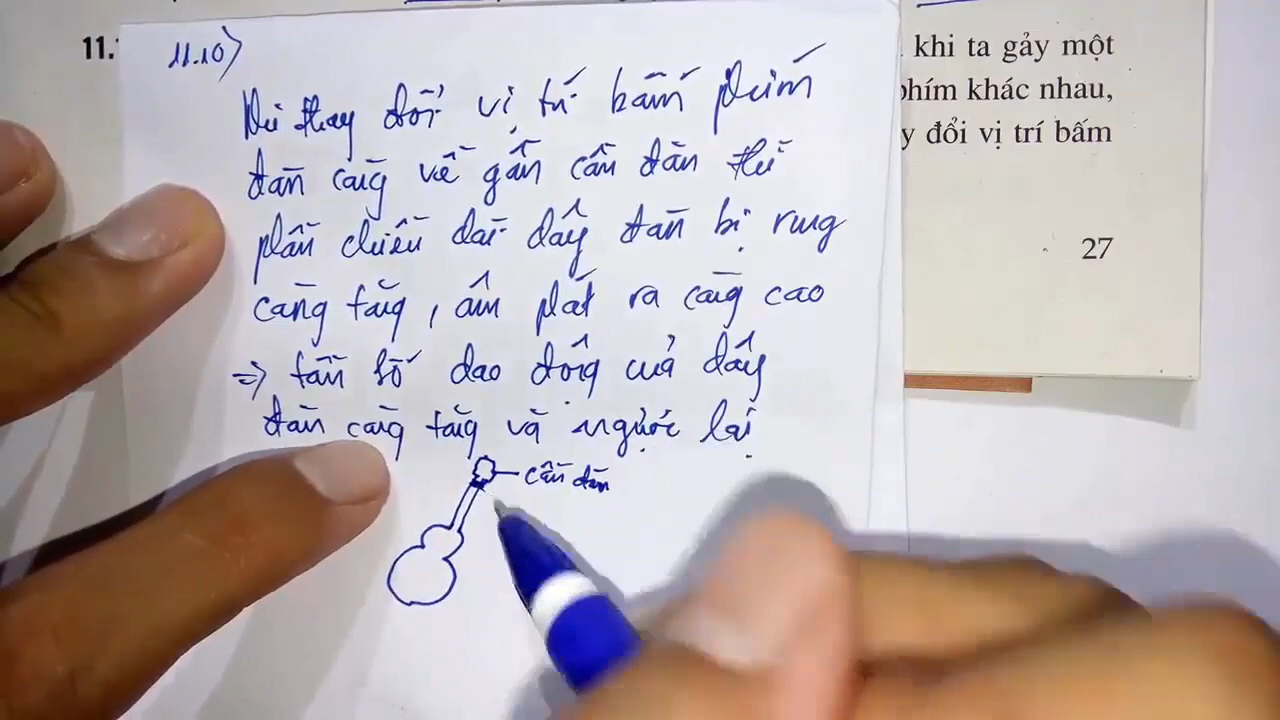 11.
11.10)
khi ta gảy một
phím khác nhau,
y đổi vị trí bấm
27
Khi thay đổi vị trí bấm phím
đàn càng về gần cần đàn thì
phần chiều dài dây đàn bị rung
càng tăng, âm phát ra càng cao
=> tần số dao động của dây
đàn càng tăng và ngược lại
cần đàn